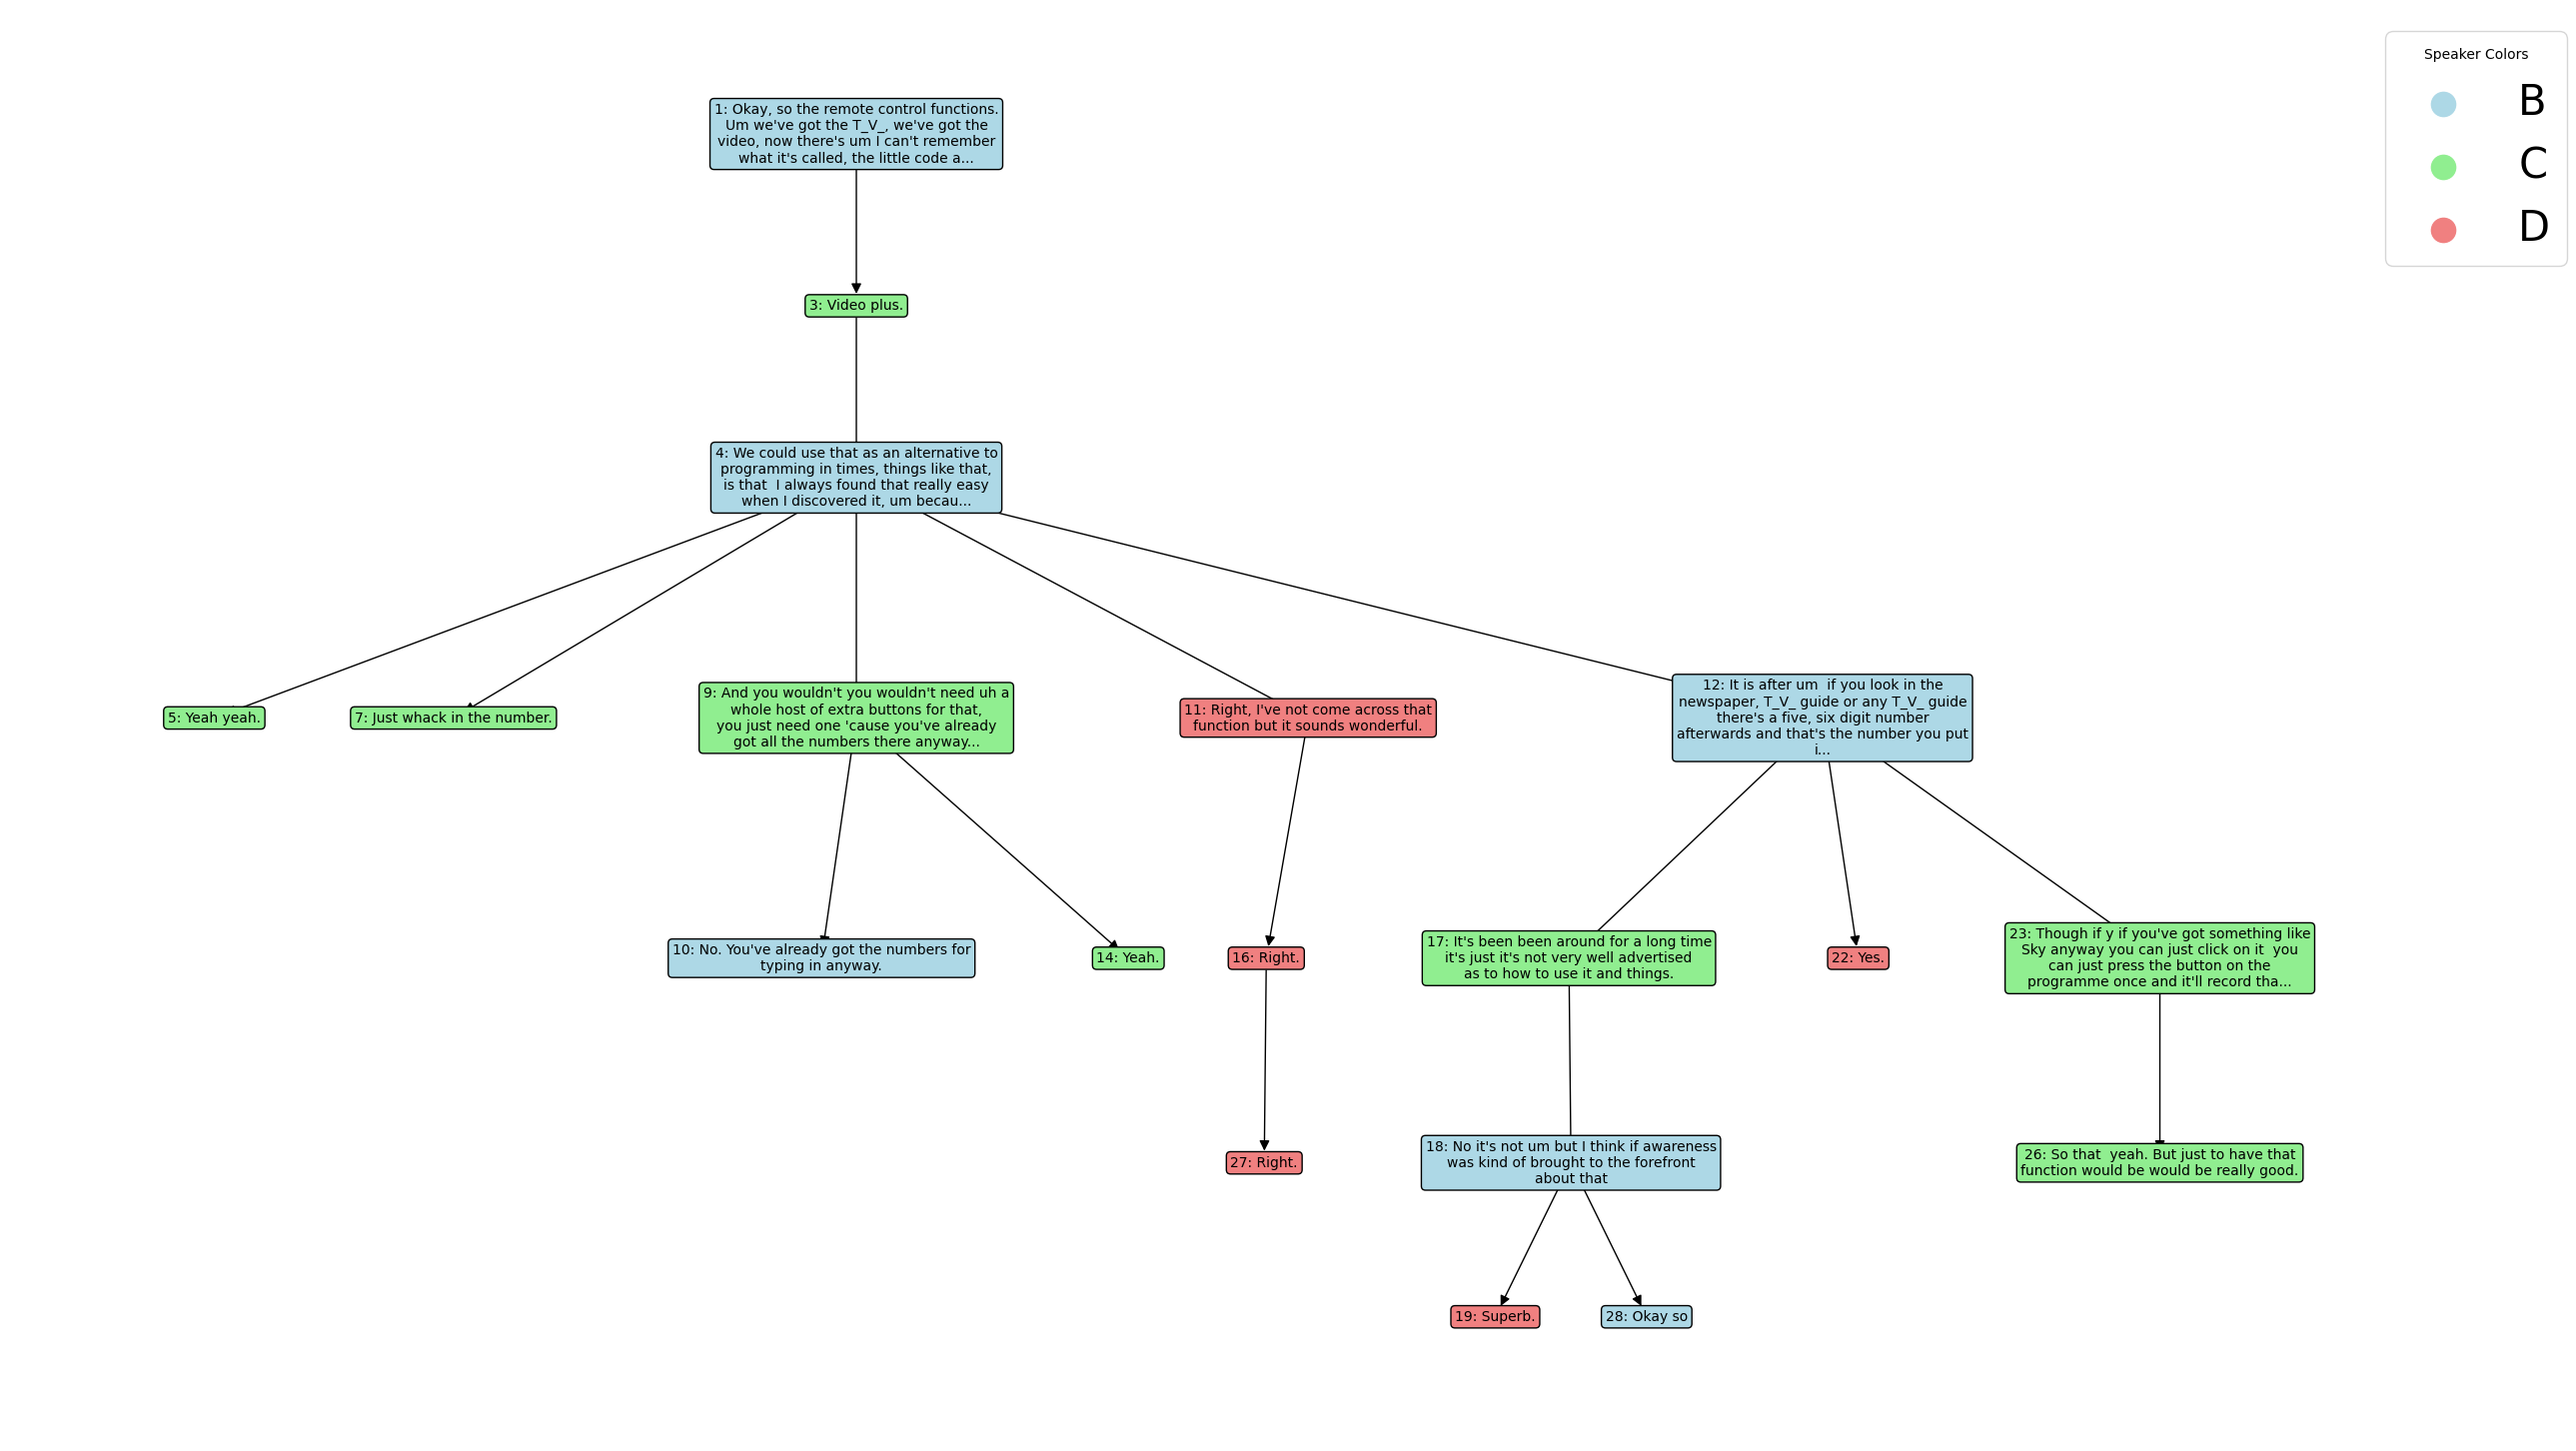 Speaker Colors
B
C
D
1: Okay, so the remote control functions.
Um we've got the T_V_, we've got the
video, now there's um I can't remember
what it's called, the little code a...
3: Video plus.
4: We could use that as an alternative to
programming in times, things like that,
is that  I always found that really easy
when I discovered it, um becau...
5: Yeah yeah.
7: Just whack in the number.
9: And you wouldn't you wouldn't need uh a
whole host of extra buttons for that,
you just need one 'cause you've already
got all the numbers there anyway...
11: Right, I've not come across that
function but it sounds wonderful.
12: It is after um  if you look in the
newspaper, T_V_ guide or any T_V_ guide
there's a five, six digit number
afterwards and that's the number you put
i...
10: No. You've already got the numbers for
typing in anyway.
14: Yeah.
16: Right.
17: It's been been around for a long time
it's just it's not very well advertised
as to how to use it and things.
22: Yes.
23: Though if y if you've got something like
Sky anyway you can just click on it  you
can just press the button on the
programme once and it'll record tha...
27: Right.
18: No it's not um but I think if awareness
was kind of brought to the forefront
about that
26: So that  yeah. But just to have that
function would be would be really good.
19: Superb.
28: Okay so